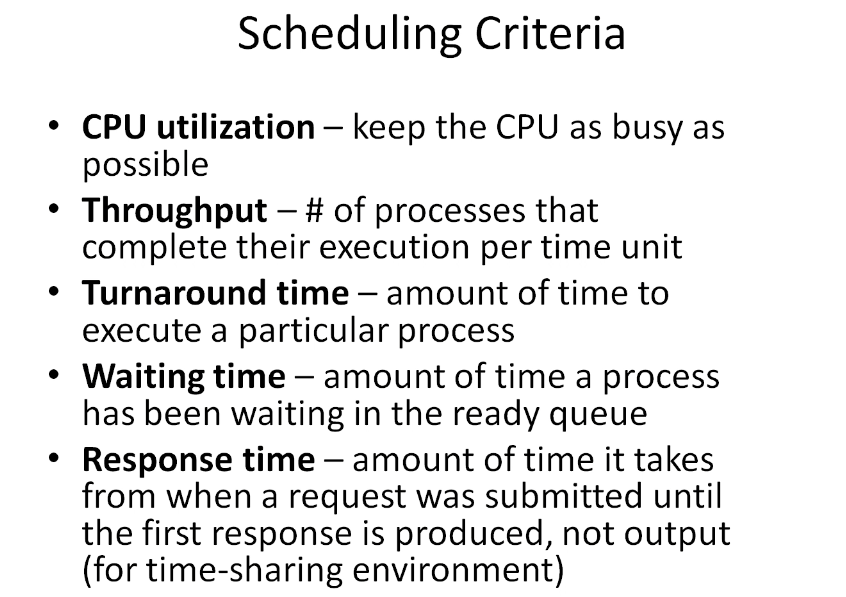 Scheduling Criteria
• CPU utilization – keep the CPU as busy as
possible
• Throughput – # of processes that
complete their execution per time unit
• Turnaround time – amount of time to
execute a particular process
• Waiting time – amount of time a process
has been waiting in the ready queue
• Response time – amount of time it takes
from when a request was submitted until
the first response is produced, not output
(for time-sharing environment)